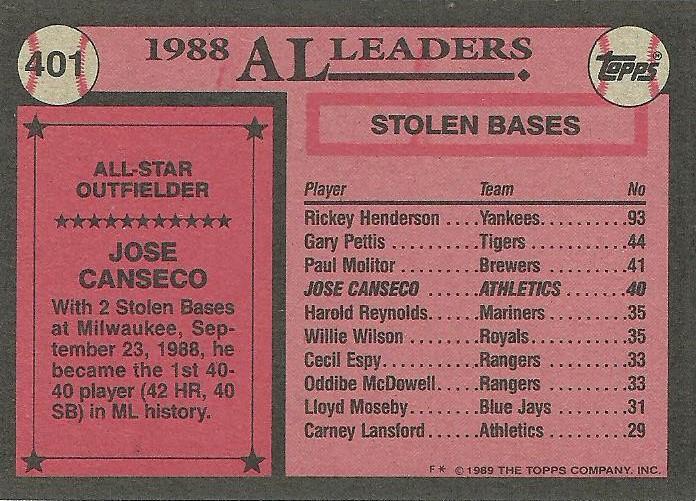 401
1988 AL LEADERS.
TOPPS®
ALL-STAR
OUTFIELDER
JOSE
CANSECO
With 2 Stolen Bases
at Milwaukee, Sep-
tember 23, 1988, he
became the 1st 40-
40 player (42 HR, 40
SB) in ML history.
STOLEN BASES
Player Team No
Rickey Henderson....Yankees..........93
Gary Pettis..........Tigers............44
Paul Molitor.........Brewers..........41
JOSE CANSECO......ATHLETICS.......40
Harold Reynolds.....Mariners.........35
Willie Wilson........Royals...........35
Cecil Espy...........Rangers..........33
Oddibe McDowell....Rangers..........33
Lloyd Moseby........Blue Jays........31
Carney Lansford.....Athletics.........29
F* © 1989 THE TOPPS COMPANY, INC.